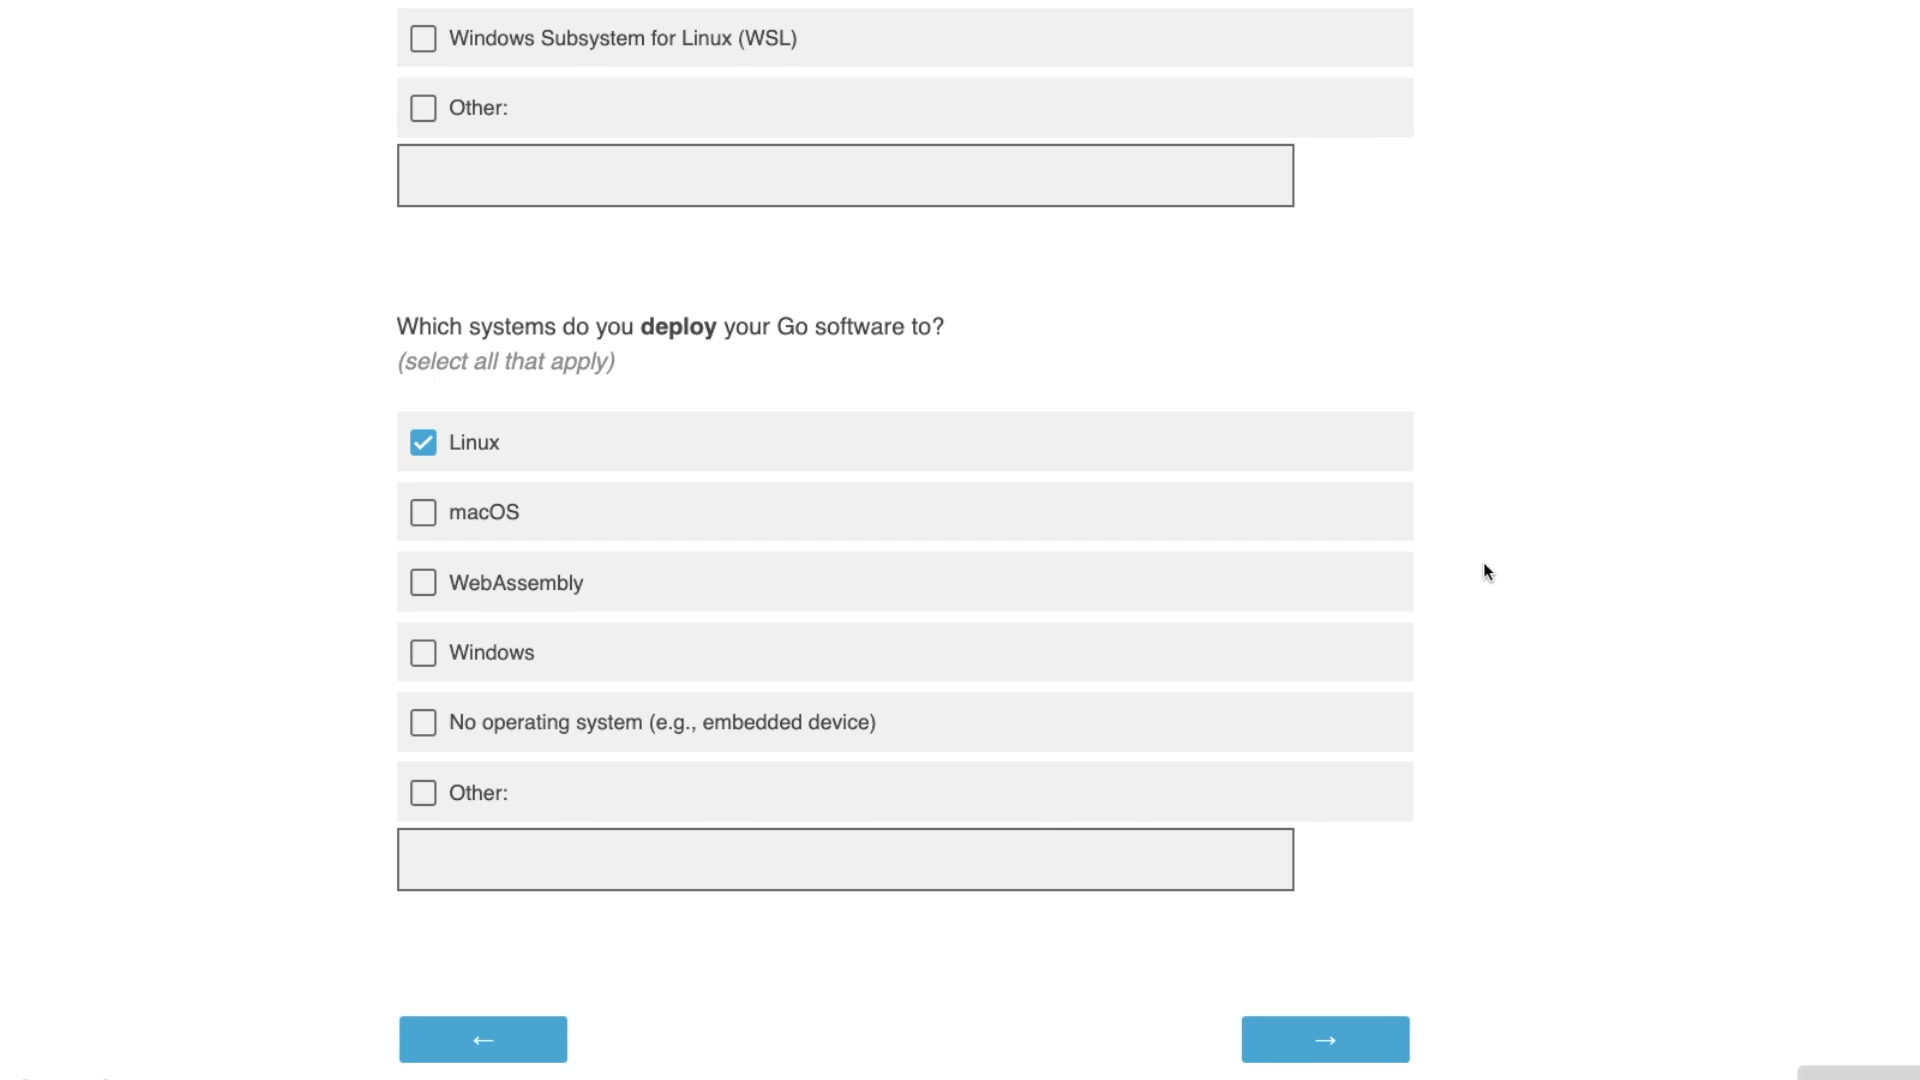 Windows Subsystem for Linux (WSL)
Other:
Which systems do you deploy your Go software to?
(select all that apply)
Linux
macOS
WebAssembly
Windows
No operating system (e.g., embedded device)
Other:
←
→